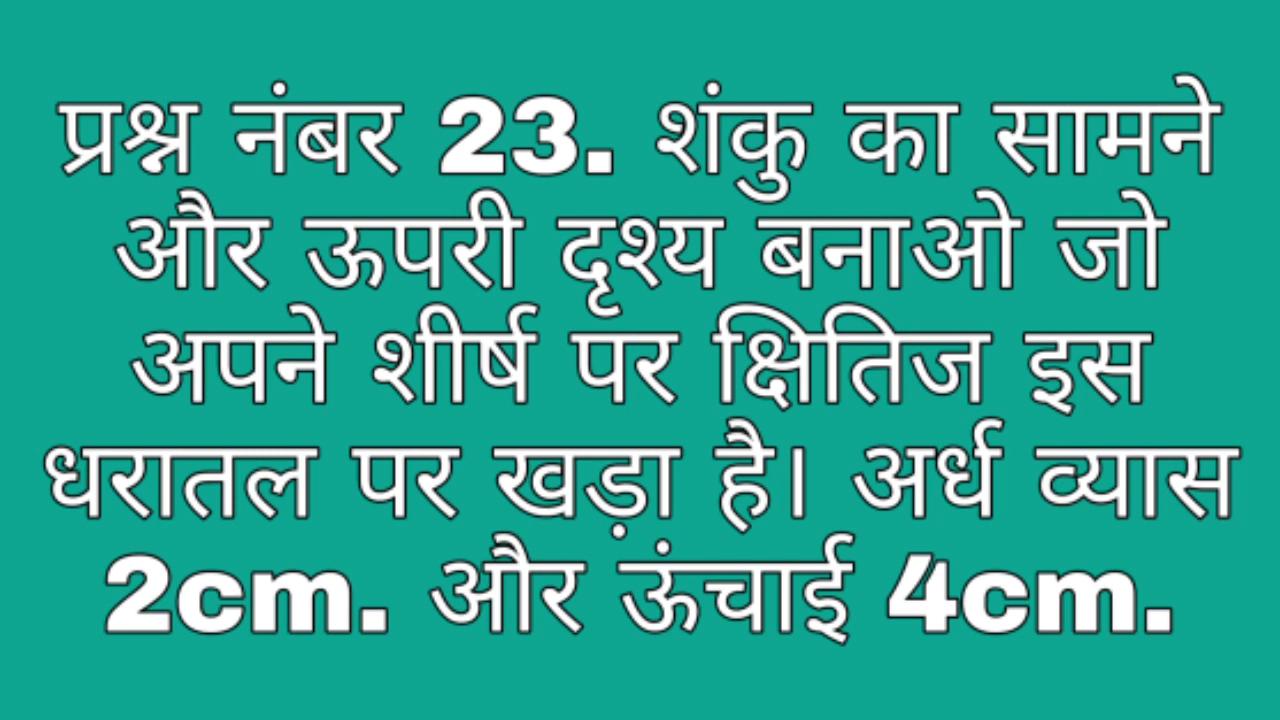 प्रश्न नंबर 23. शंकु का सामने
और ऊपरी दृश्य बनाओ जो
अपने शीर्ष पर क्षितिज इस
धरातल पर खड़ा है। अर्ध व्यास
2cm. और ऊंचाई 4cm.